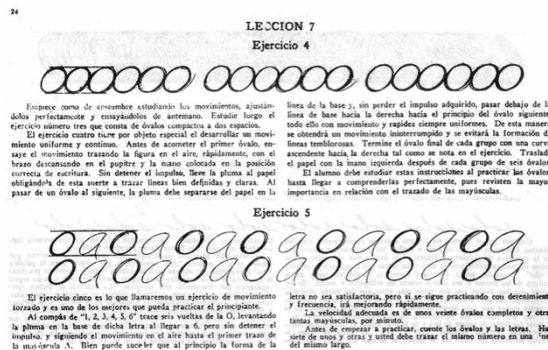 24
LECCION 7
Ejercicio 4
Empiece como de costumbre estudiando los movimientos, ajustán-
dolos perfectamente y ensayándolos de antemano. Estudie luego el
ejercicio número tres que consta de óvalos compactos a dos espacios.
El ejercicio cuatro tiene por objeto especial el desarrollar un movi-
miento uniforme y continuo. Antes de acometer el primer óvalo, en-
saye el movimiento trazando la figura en el aire, rápidamente, con el
brazo descansando en el pupitre y la mano colocada en la posición
correcta de escritura. Sin detener el impulso, lleve la pluma al papel
obligándola de esta suerte a trazar líneas bien definidas y claras. Al
pasar de un óvalo al siguiente, la pluma debe separarse del papel en la
línea de la base y, sin perder el impulso adquirido, pasar debajo de l
línea de base hacia la derecha hacia el principio del óvalo siguiente
todo ello con movimiento y rapidez siempre uniformes. De esta maner
se obtendrá un movimiento ininterrumpido y se evitará la formación d
líneas temblorosas. Termine el óvalo final de cada grupo con una curv
ascendente hacia la derecha tal como se nota en el ejercicio. Traslad
el papel con la mano izquierda después de cada grupo de seis óvalos
El alumno debe estudiar estas instrucciones al practicar los óvalos
hasta llegar a comprenderlas perfectamente, pues revisten la mayo
importancia en relación con el trazado de las mayúsculas.
Ejercicio 5
O a O a O a O a O a O a O a
O a O a O a O a O a O a O a
El ejercicio cinco es lo que llamaremos un ejercicio de movimiento
forzado y es uno de los mejores que pueda practicar el principiante.
Al compás de "1, 2, 3, 4, 5, 6" trace seis vueltas de la O, levantando
la pluma en la base de dicha letra al llegar a 6, pero sin detener el
impulso, y siguiendo el movimiento en el aire hasta el primer trazo de
la mayúscula A. Bien puede suceder que al principio la forma de la
letra no sea satisfactoria, pero si se sigue practicando con detenimient
y frecuencia, irá mejorando rápidamente.
La velocidad adecuada es de unos veinte óvalos completos y otra
tantas mayúsculas, por minuto.
Antes de empezar a practicar, cuente los óvalos y las letras. Ha
siete de unos y otras y usted debe trazar el mismo número en una
del mismo largo.